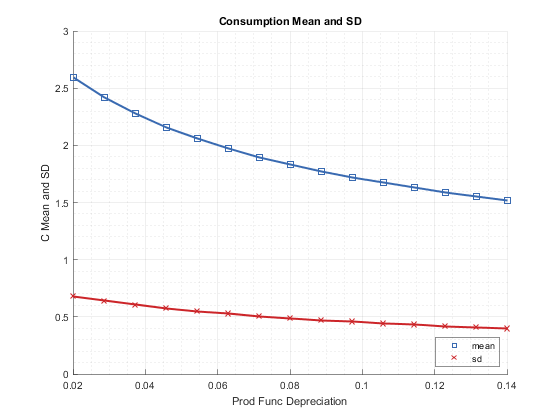 Consumption Mean and SD
3
2.5
2
1.5
1
0.5
0
C Mean and SD
0.02
0.04
0.06
0.08
0.1
0.12
0.14
Prod Func Depreciation
mean
sd